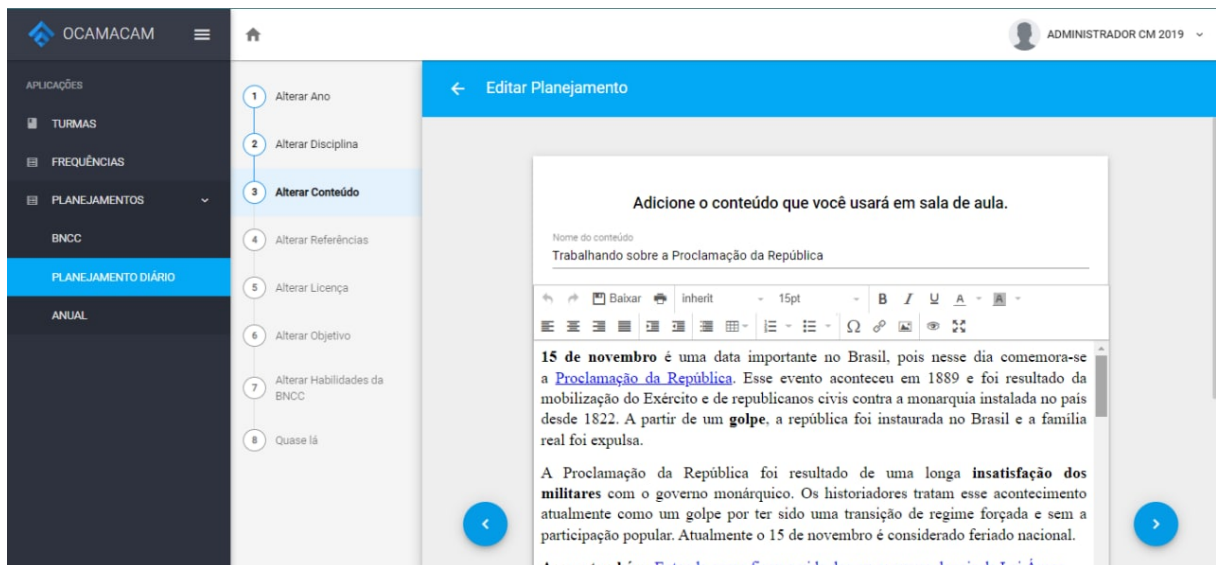 OCAMACAM
ADMINISTRADOR CM 2019
APLICAÇÕES
TURMAS
FREQUÊNCIAS
PLANEJAMENTOS
BNCC
PLANEJAMENTO DIÁRIO
ANUAL
1 Alterar Ano
2 Alterar Disciplina
3 Alterar Conteúdo
4 Alterar Referências
5 Alterar Licença
6 Alterar Objetivo
7 Alterar Habilidades da
BNCC
8 Quase lá
Editar Planejamento
Adicione o conteúdo que você usará em sala de aula.
Nome do conteúdo
Trabalhando sobre a Proclamação da República
Baixar inherit 15pt B I U A A
Ω
15 de novembro é uma data importante no Brasil, pois nesse dia comemora-se
a Proclamação da República. Esse evento aconteceu em 1889 e foi resultado da
mobilização do Exército e de republicanos civis contra a monarquia instalada no país
desde 1822. A partir de um golpe, a república foi instaurada no Brasil e a família
real foi expulsa.
A Proclamação da República foi resultado de uma longa insatisfação dos
militares com o governo monárquico. Os historiadores tratam esse acontecimento
atualmente como um golpe por ter sido uma transição de regime forçada e sem a
participação popular. Atualmente o 15 de novembro é considerado feriado nacional.